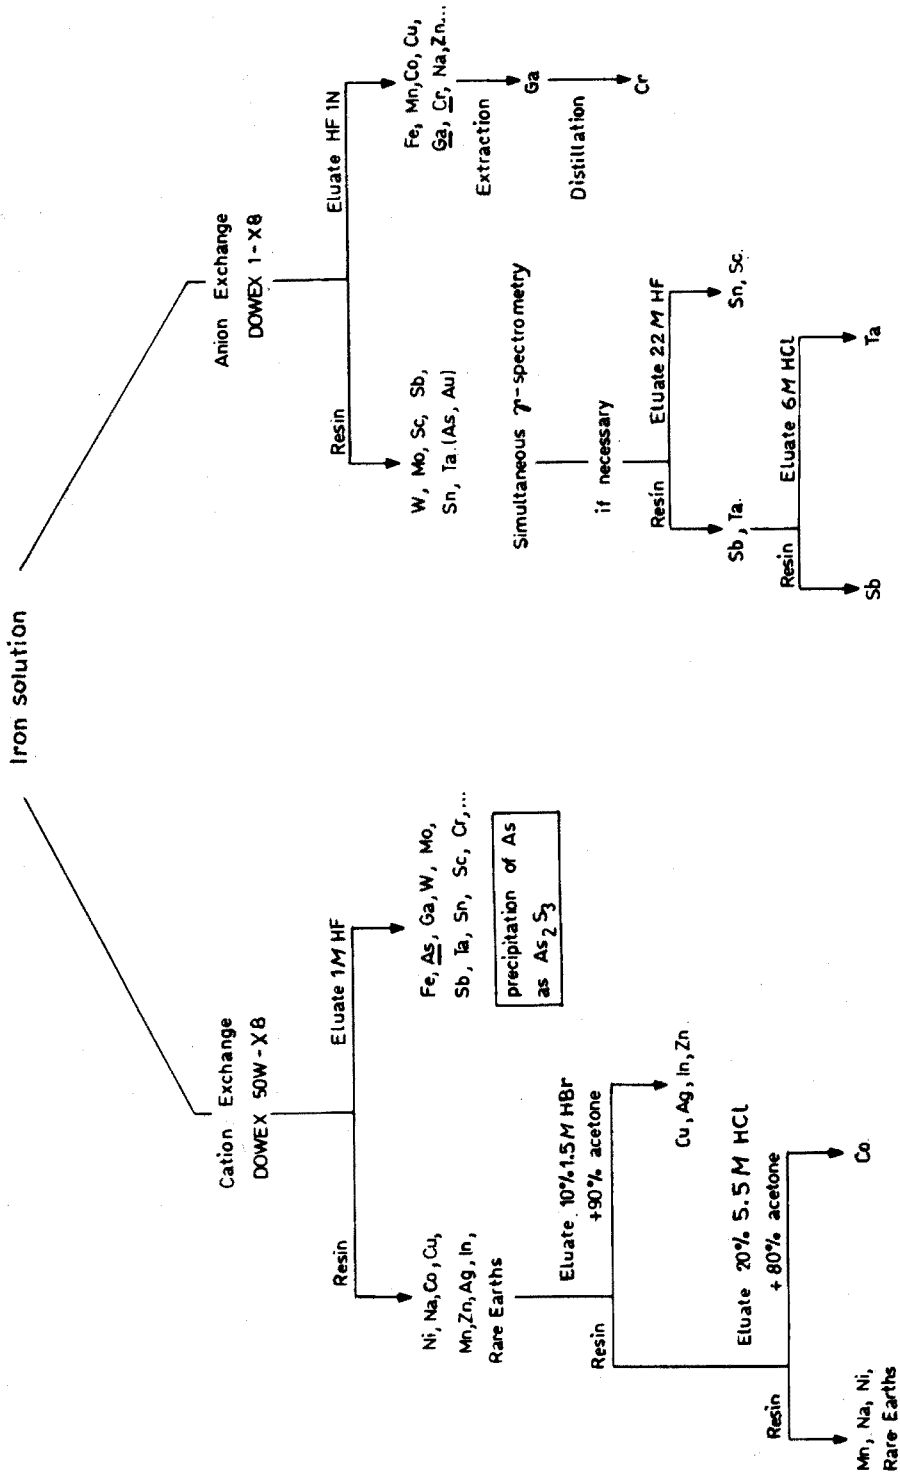 Iron solution
Cation Exchange
DOWEX 50W-X8
Resin
Eluate 1M HF
Ni, Na, Co, Cu,
Mn, Zn, Ag, In,
Rare Earths
Fe, As, Ga, W, Mo,
Sb, Ta, Sn, Sc, Cr,...
precipitation of As
as As2S3
Resin
Eluate 10% 1.5M HBr
+90% acetone
Cu, Ag, In, Zn
Resin
Eluate 20% 5.5M HCl
+80% acetone
Mn, Na, Ni,
Rare Earths
Co
Anion Exchange
DOWEX 1-X8
Resin
Eluate HF 1N
W, Mo, Sc, Sb,
Sn, Ta (As, Au)
Fe, Mn, Co, Cu,
Ga, Cr, Na, Zn...
Extraction
Ga
Distillation
Cr
Simultaneous γ-spectrometry
if necessary
Resin
Eluate 22M HF
Sb, Ta.
Sn, Sc.
Resin
Eluate 6M HCl
Sb
Ta